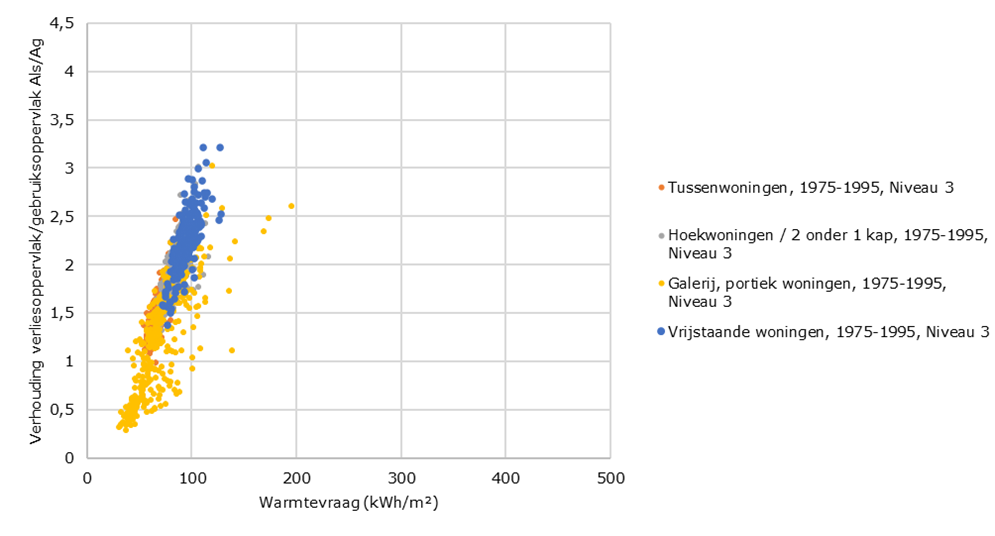 Verhouding verliesoppervlak/gebruiksoppervlak Als/Ag
4,5
4
3,5
3
2,5
2
1,5
1
0,5
0
0
100
200
300
400
500
Warmtevraag (kWh/m²)
Tussenwoningen, 1975-1995, Niveau 3
Hoekwoningen / 2 onder 1 kap, 1975-1995,
Niveau 3
Galerij, portiek woningen, 1975-1995,
Niveau 3
Vrijstaande woningen, 1975-1995, Niveau 3